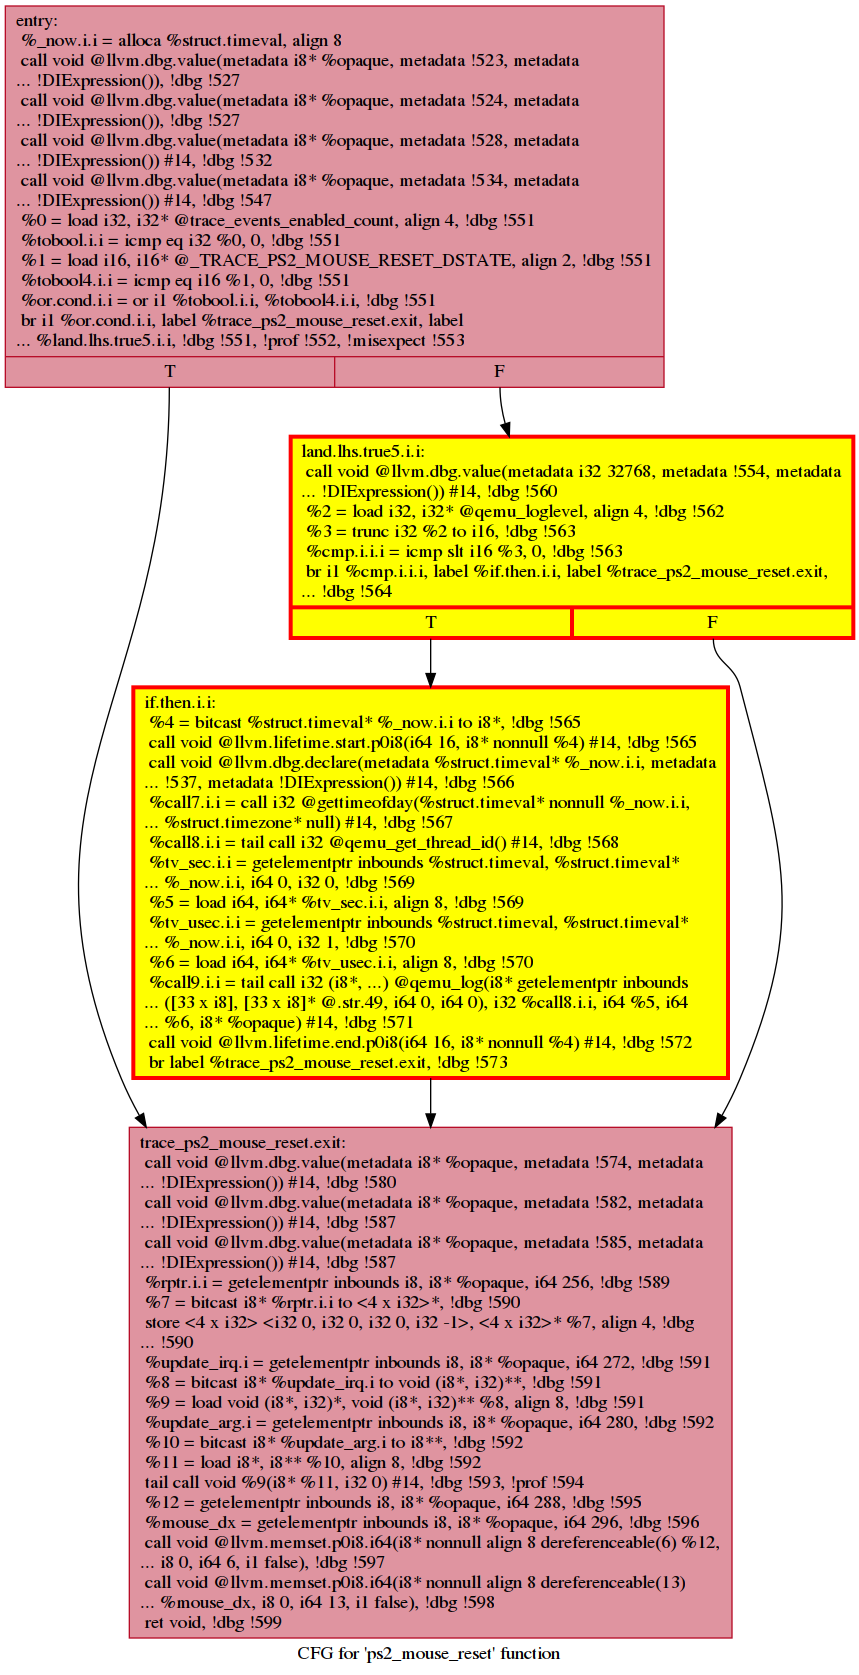 entry:
%_now.i.i = alloca %struct.timeval, align 8
call void @llvm.dbg.value(metadata i8* %opaque, metadata !523, metadata
... !DIExpression()), !dbg !527
call void @llvm.dbg.value(metadata i8* %opaque, metadata !524, metadata
... !DIExpression()), !dbg !527
call void @llvm.dbg.value(metadata i8* %opaque, metadata !528, metadata
... !DIExpression()) #14, !dbg !532
call void @llvm.dbg.value(metadata i8* %opaque, metadata !534, metadata
... !DIExpression()) #14, !dbg !547
%0 = load i32, i32* @trace_events_enabled_count, align 4, !dbg !551
%tobool.i.i = icmp eq i32 %0, 0, !dbg !551
%1 = load i16, i16* @_TRACE_PS2_MOUSE_RESET_DSTATE, align 2, !dbg !551
%tobool4.i.i = icmp eq i16 %1, 0, !dbg !551
%or.cond.i.i = or i1 %tobool.i.i, %tobool4.i.i, !dbg !551
br i1 %or.cond.i.i, label %trace_ps2_mouse_reset.exit, label
... %land.lhs.true5.i.i, !dbg !551, !prof !552, !misexpect !553
T F
land.lhs.true5.i.i:
call void @llvm.dbg.value(metadata i32 32768, metadata !554, metadata
... !DIExpression()) #14, !dbg !560
%2 = load i32, i32* @qemu_loglevel, align 4, !dbg !562
%3 = trunc i32 %2 to i16, !dbg !563
%cmp.i.i.i = icmp slt i16 %3, 0, !dbg !563
br i1 %cmp.i.i.i, label %if.then.i.i, label %trace_ps2_mouse_reset.exit,
... !dbg !564
T F
if.then.i.i:
%4 = bitcast %struct.timeval* %_now.i.i to i8*, !dbg !565
call void @llvm.lifetime.start.p0i8(i64 16, i8* nonnull %4) #14, !dbg !565
call void @llvm.dbg.declare(metadata %struct.timeval* %_now.i.i, metadata
... !537, metadata !DIExpression()) #14, !dbg !566
%call7.i.i = call i32 @gettimeofday(%struct.timeval* nonnull %_now.i.i,
... %struct.timezone* null) #14, !dbg !567
%call8.i.i = tail call i32 @qemu_get_thread_id() #14, !dbg !568
%tv_sec.i.i = getelementptr inbounds %struct.timeval, %struct.timeval*
... %_now.i.i, i64 0, i32 0, !dbg !569
%5 = load i64, i64* %tv_sec.i.i, align 8, !dbg !569
%tv_usec.i.i = getelementptr inbounds %struct.timeval, %struct.timeval*
... %_now.i.i, i64 0, i32 1, !dbg !570
%6 = load i64, i64* %tv_usec.i.i, align 8, !dbg !570
%call9.i.i = tail call i32 (i8*, ...) @qemu_log(i8* getelementptr inbounds
... ([33 x i8], [33 x i8]* @.str.49, i64 0, i64 0), i32 %call8.i.i, i64 %5, i64
... %6, i8* %opaque) #14, !dbg !571
call void @llvm.lifetime.end.p0i8(i64 16, i8* nonnull %4) #14, !dbg !572
br label %trace_ps2_mouse_reset.exit, !dbg !573
trace_ps2_mouse_reset.exit:
call void @llvm.dbg.value(metadata i8* %opaque, metadata !574, metadata
... !DIExpression()) #14, !dbg !580
call void @llvm.dbg.value(metadata i8* %opaque, metadata !582, metadata
... !DIExpression()) #14, !dbg !587
call void @llvm.dbg.value(metadata i8* %opaque, metadata !585, metadata
... !DIExpression()) #14, !dbg !587
%rptr.i.i = getelementptr inbounds i8, i8* %opaque, i64 256, !dbg !589
%7 = bitcast i8* %rptr.i.i to <4 x i32>*, !dbg !590
store <4 x i32> <i32 0, i32 0, i32 0, i32 -1>, <4 x i32>* %7, align 4, !dbg
... !590
%update_irq.i = getelementptr inbounds i8, i8* %opaque, i64 272, !dbg !591
%8 = bitcast i8* %update_irq.i to void (i8*, i32)**, !dbg !591
%9 = load void (i8*, i32)*, void (i8*, i32)** %8, align 8, !dbg !591
%update_arg.i = getelementptr inbounds i8, i8* %opaque, i64 280, !dbg !592
%10 = bitcast i8* %update_arg.i to i8**, !dbg !592
%11 = load i8*, i8** %10, align 8, !dbg !592
tail call void %9(i8* %11, i32 0) #14, !dbg !593, !prof !594
%12 = getelementptr inbounds i8, i8* %opaque, i64 288, !dbg !595
%mouse_dx = getelementptr inbounds i8, i8* %opaque, i64 296, !dbg !596
call void @llvm.memset.p0i8.i64(i8* nonnull align 8 dereferenceable(6) %12,
... i8 0, i64 6, i1 false), !dbg !597
call void @llvm.memset.p0i8.i64(i8* nonnull align 8 dereferenceable(13)
... %mouse_dx, i8 0, i64 13, i1 false), !dbg !598
ret void, !dbg !599
CFG for 'ps2_mouse_reset' function